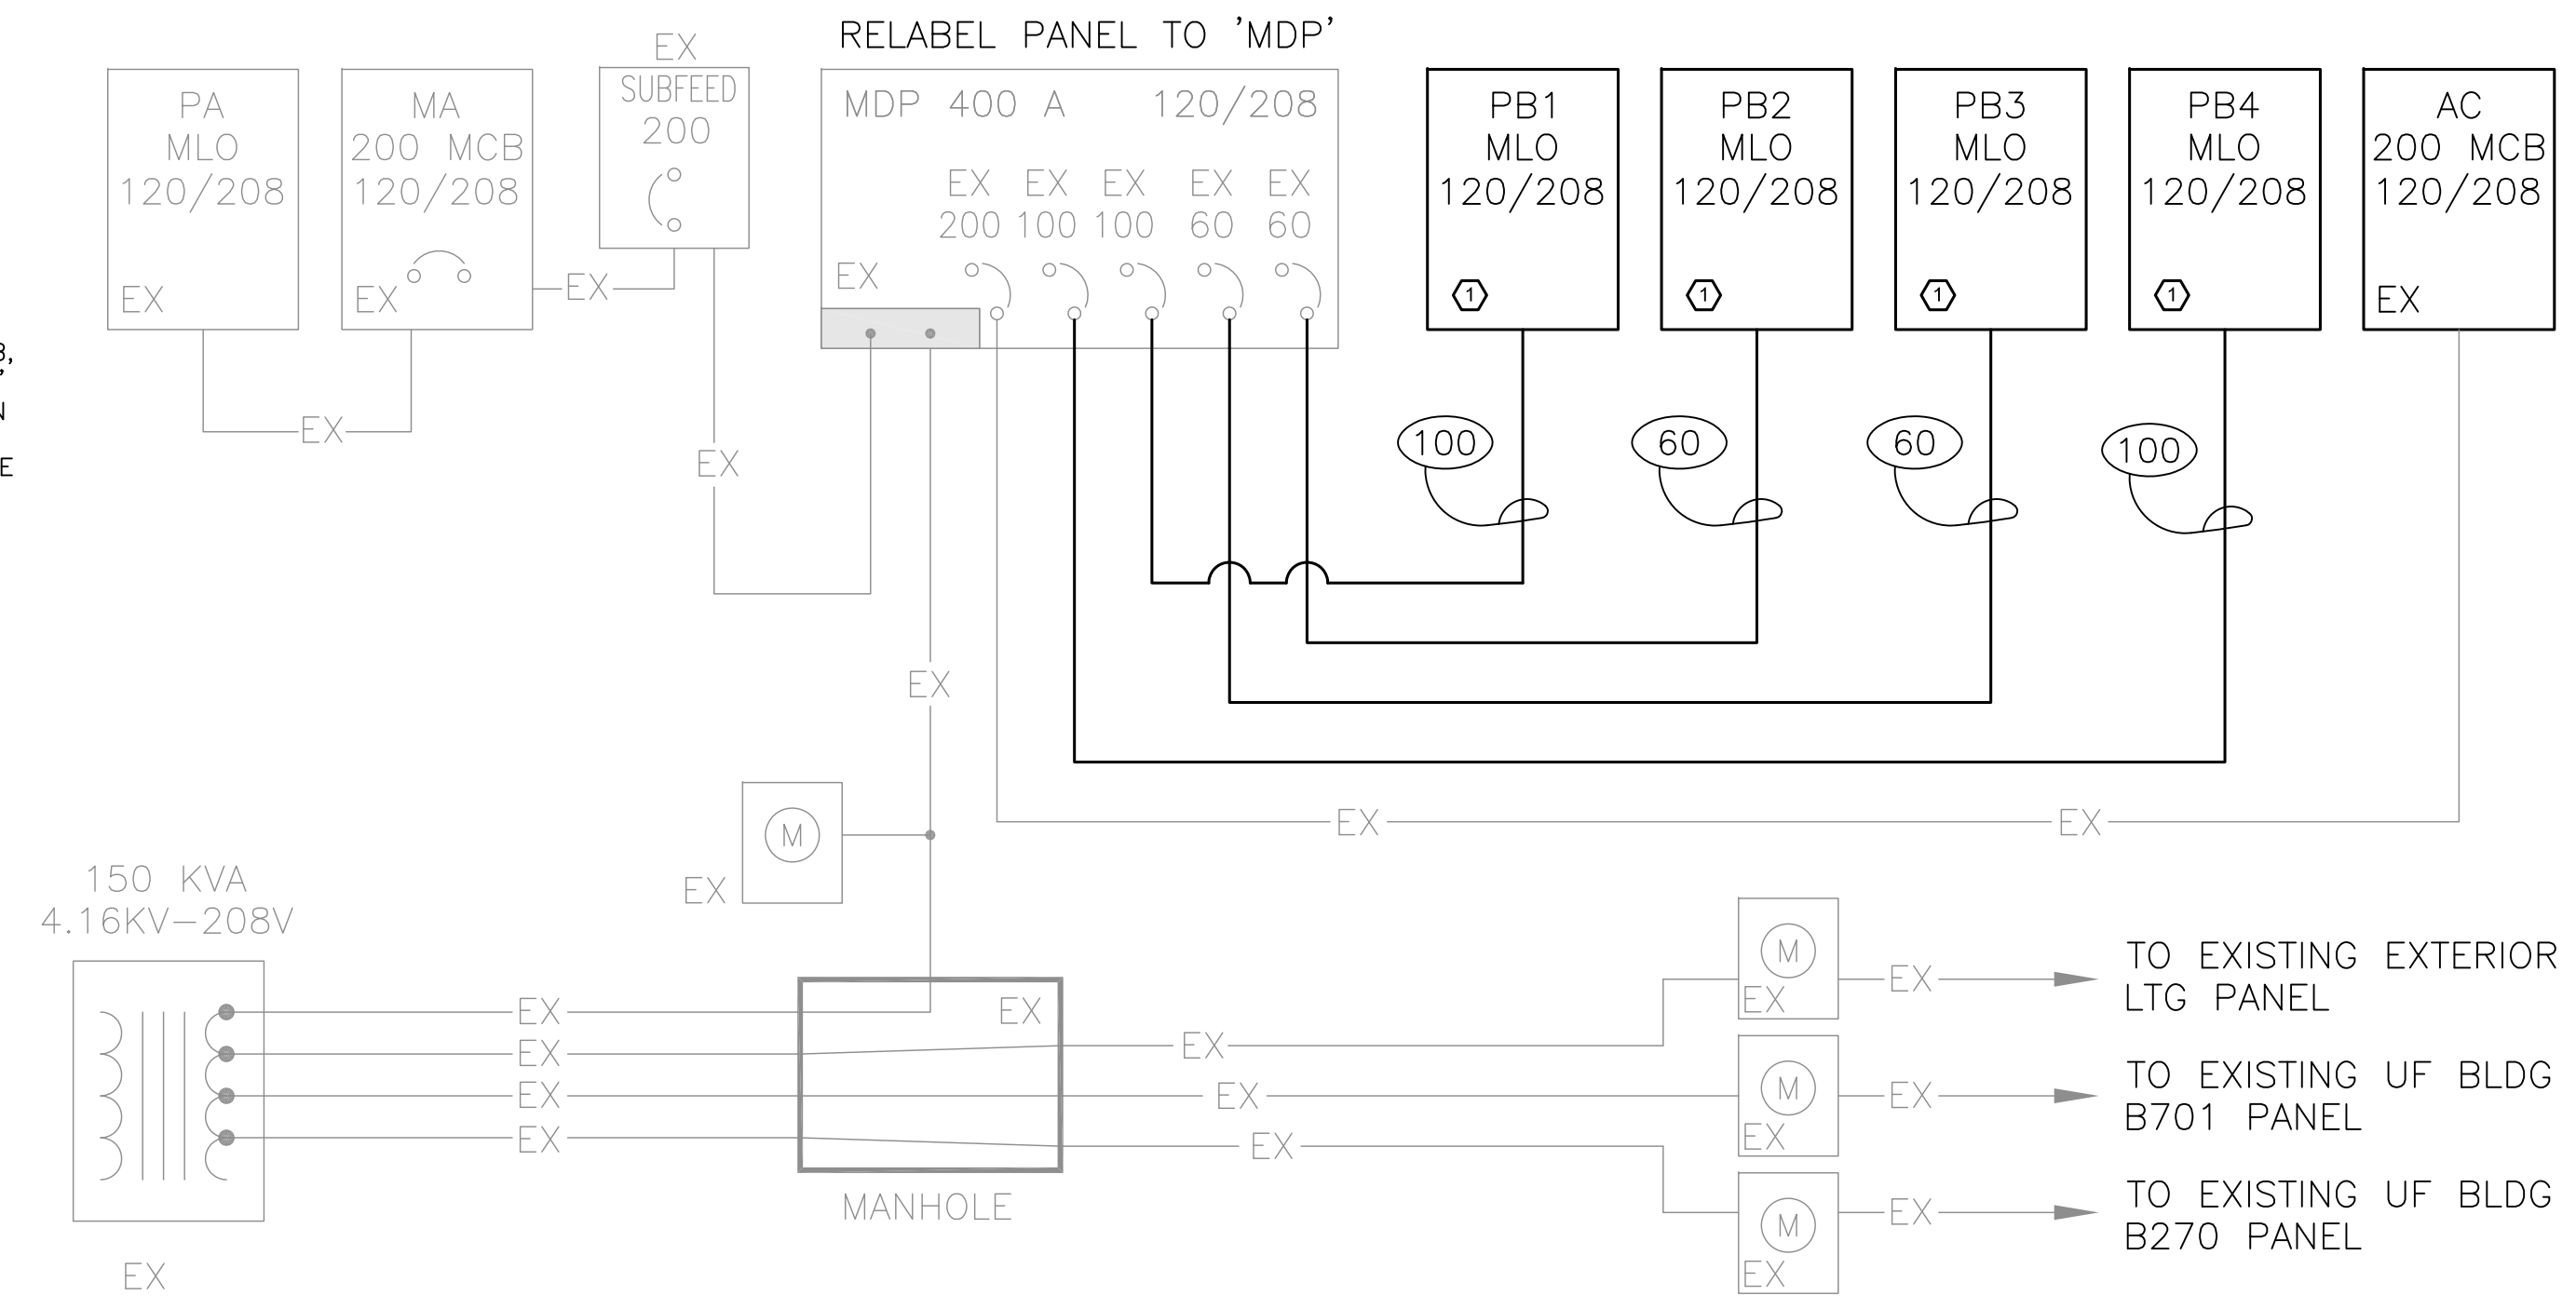 RELABEL PANEL TO 'MDP'
PA
MLO
120/208
EX
MA
200 MCB
120/208
EX
EX
SUBFEED
200
MDP 400 A 120/208
EX EX EX EX EX
200 100 100 60 60
EX
PB1
MLO
120/208
1
PB2
MLO
120/208
1
PB3
MLO
120/208
1
PB4
MLO
120/208
1
AC
200 MCB
120/208
EX
EX
EX
EX
100
60
60
100
EX
EX
EX
M
EX
150 KVA
4.16KV-208V
EX
EX
EX
EX
EX
EX
MANHOLE
EX
EX
EX
M
EX
EX
TO EXISTING EXTERIOR
LTG PANEL
M
EX
EX
TO EXISTING UF BLDG
B701 PANEL
M
EX
EX
TO EXISTING UF BLDG
B270 PANEL